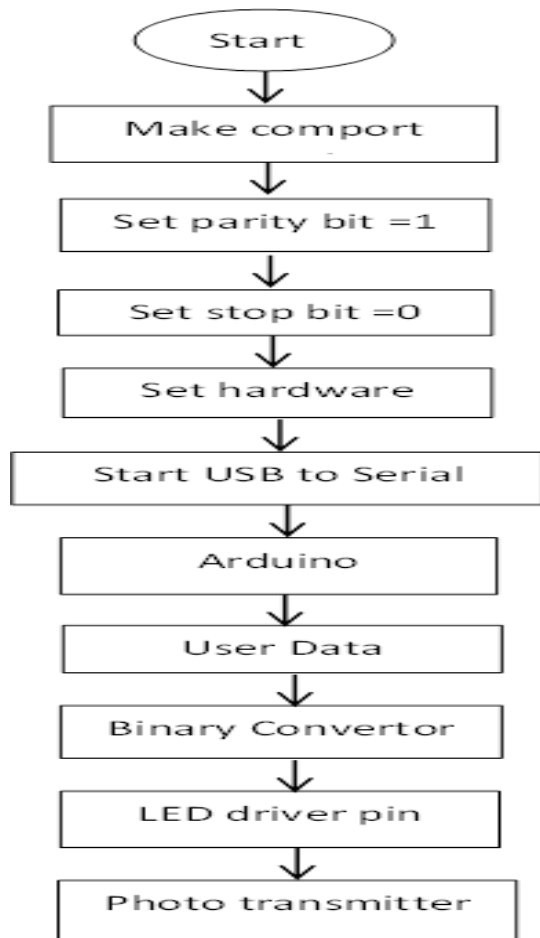 Start
Make comport
Set parity bit =1
Set stop bit =0
Set hardware
Start USB to Serial
Arduino
User Data
Binary Convertor
LED driver pin
Photo transmitter